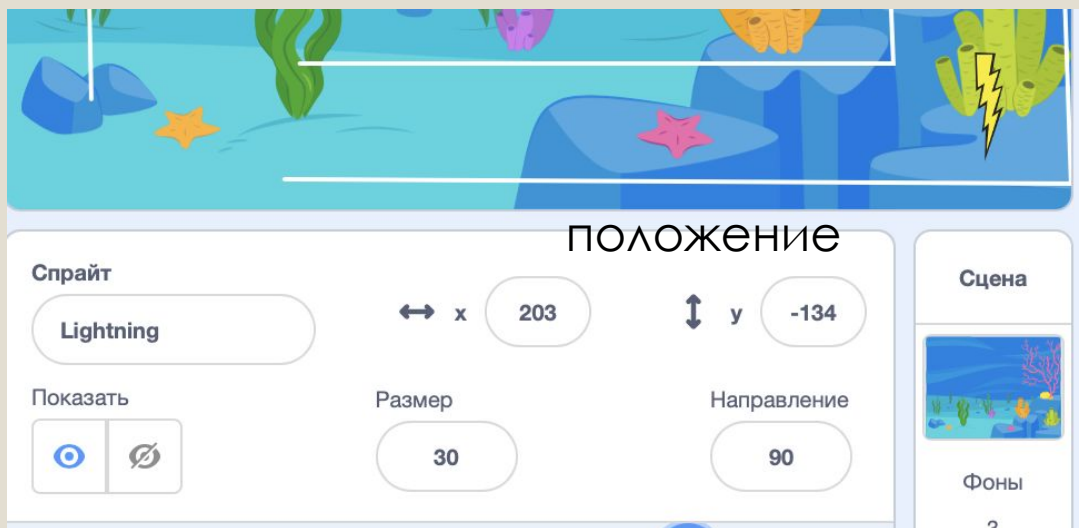 положение
Спрайт
Lightning
x 203
y -134
Сцена
Показать
Размер
30
Направление
90
Фоны